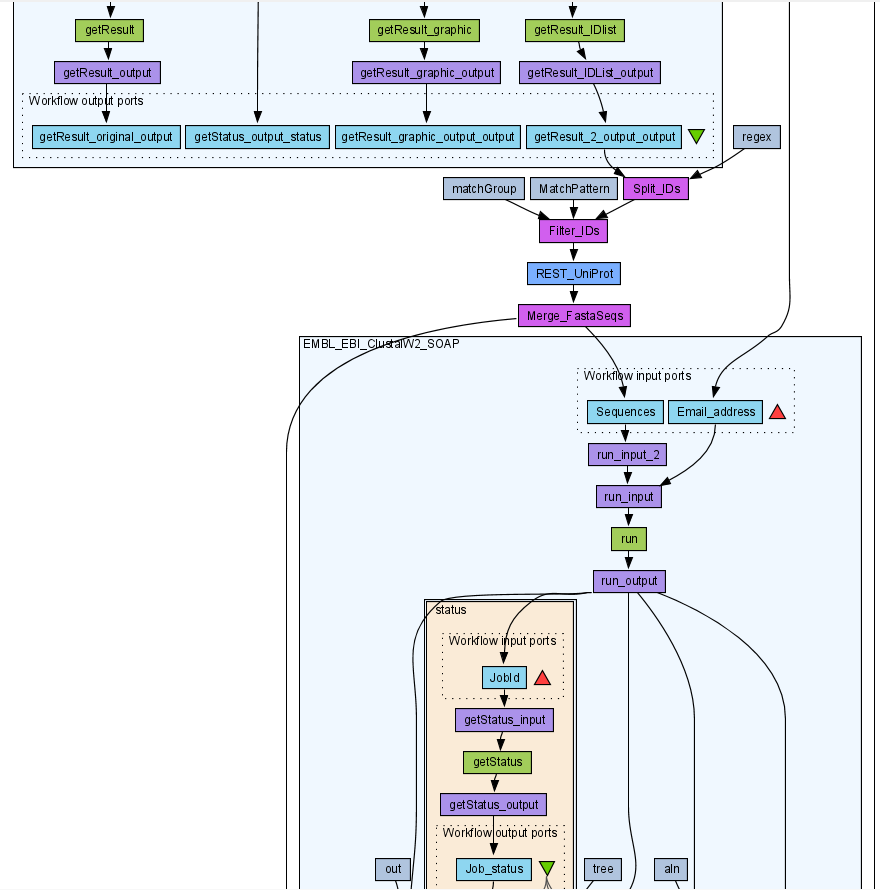 getResult
getResult_graphic
getResult_IDlist
getResult_output
getResult_graphic_output
getResult_IDList_output
Workflow output ports
getResult_original_output
getStatus_output_status
getResult_graphic_output_output
getResult_2_output_output
regex
matchGroup
MatchPattern
Split_IDs
Filter_IDs
REST_UniProt
Merge_FastaSeqs
EMBL_EBI_ClustalW2_SOAP
Workflow input ports
Sequences
Email_address
run_input_2
run_input
run
run_output
status
Workflow input ports
JobId
getStatus_input
getStatus
getStatus_output
Workflow output ports
out
Job_status
tree
aln